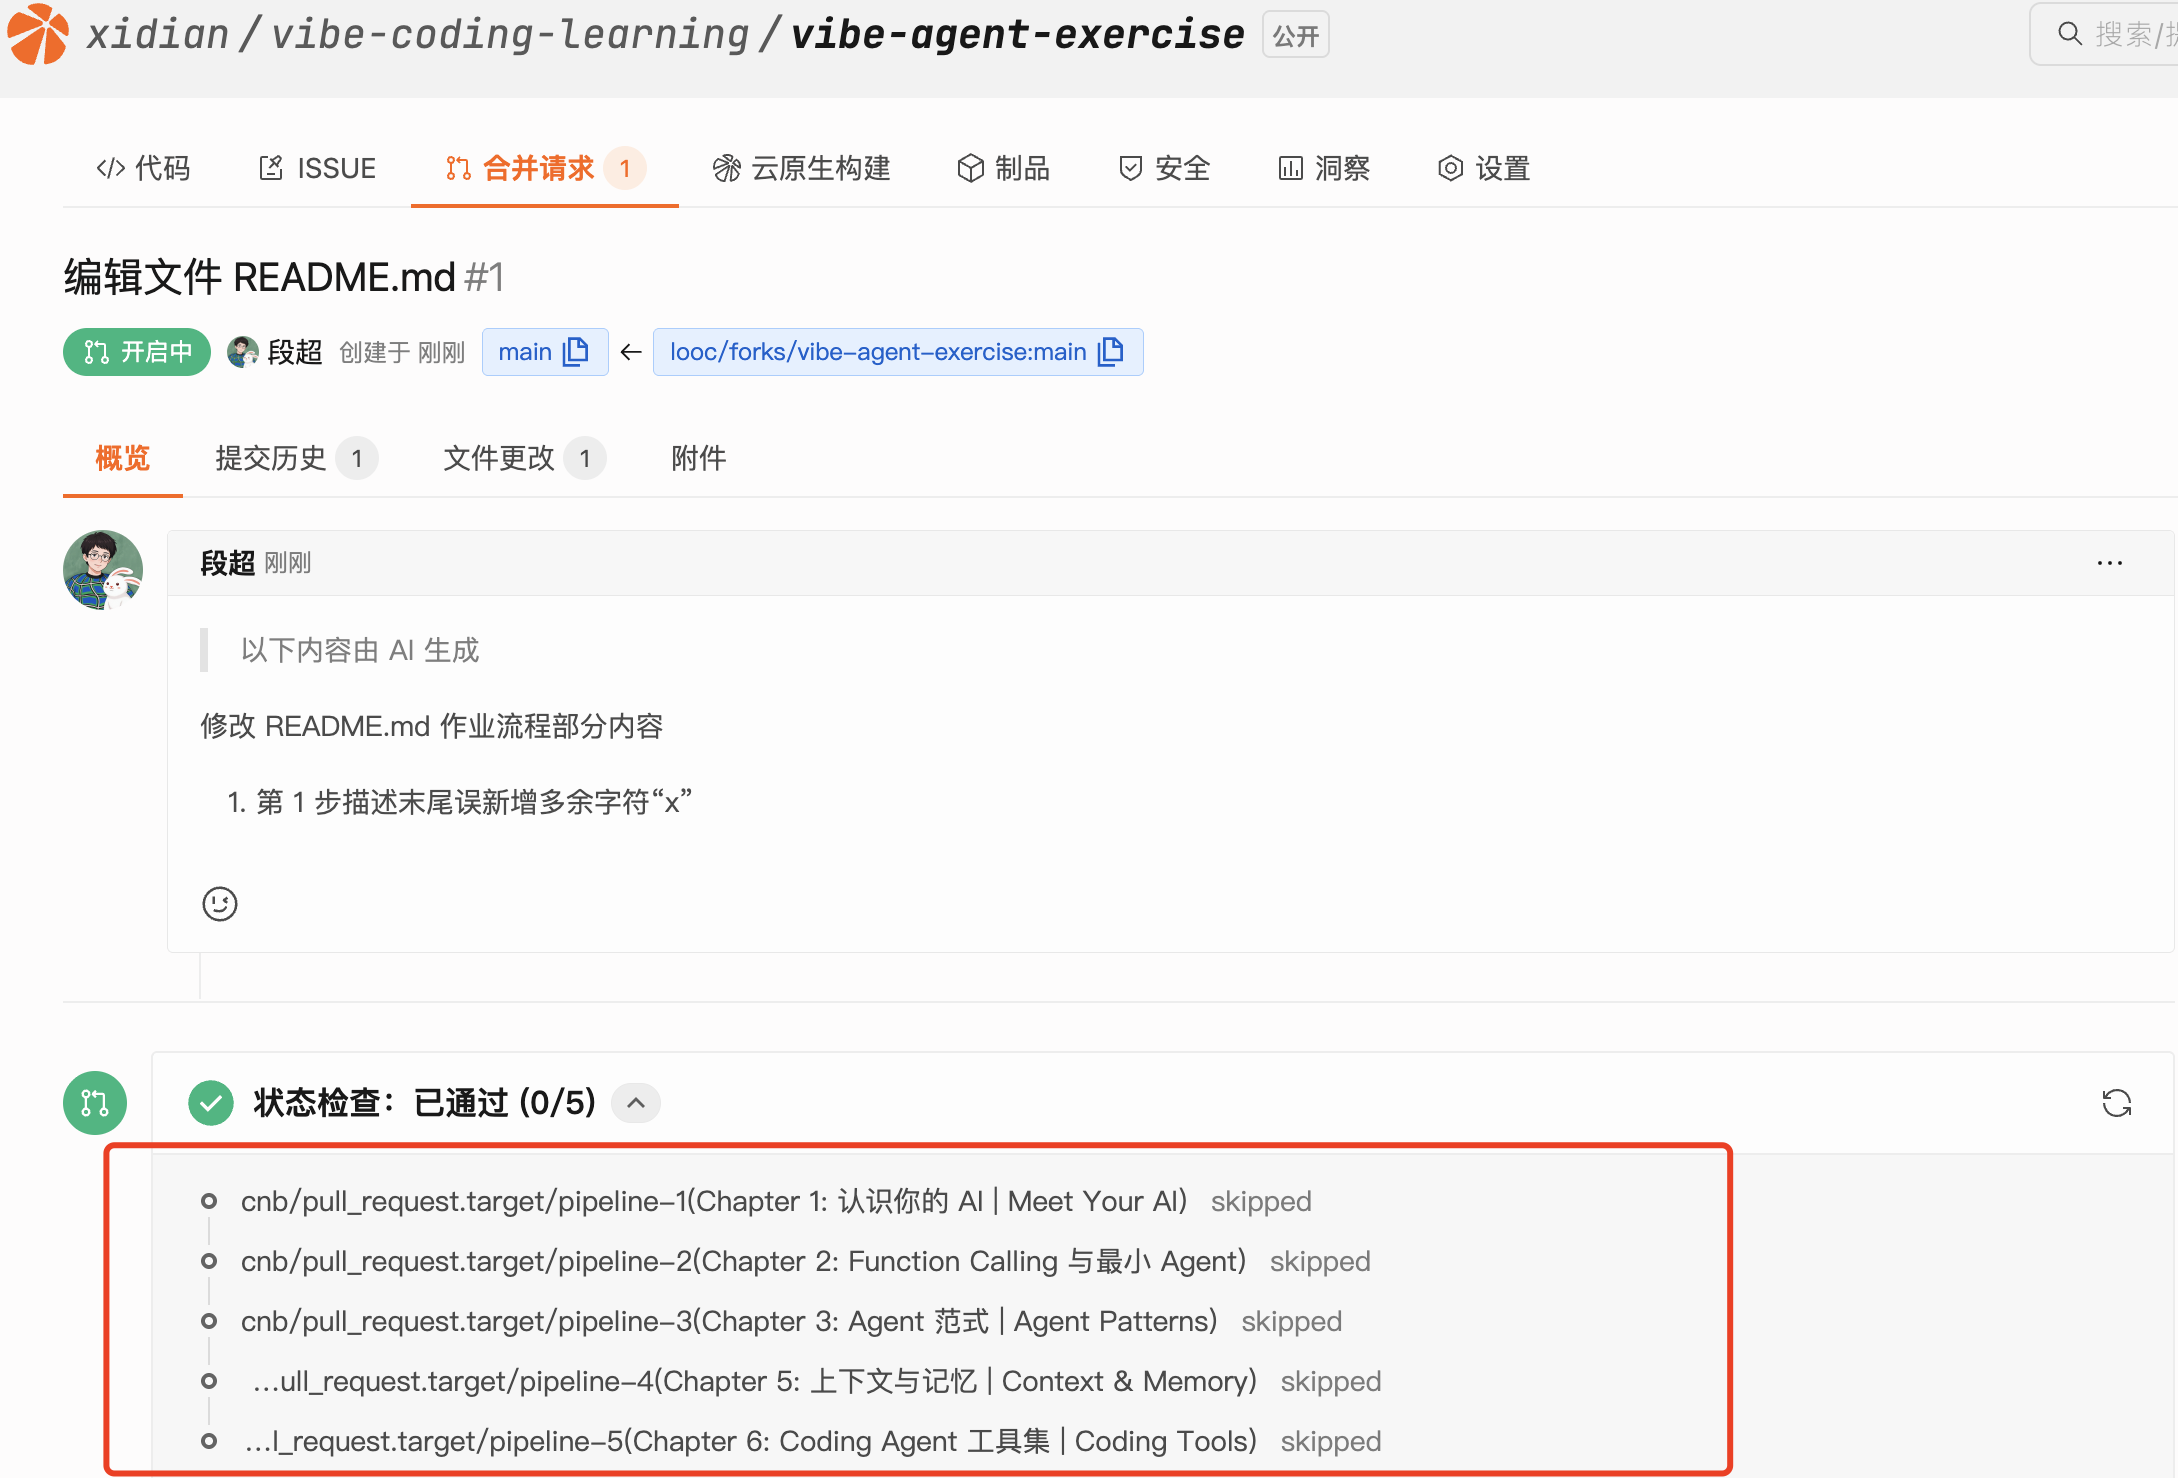 xidian / vibe-coding-learning / vibe-agent-exercise 公开
搜索/
代码 ISSUE 合并请求 1 云原生构建 制品 安全 洞察 设置
编辑文件 README.md #1
开启中 段超 创建于 刚刚 main ← looc/forks/vibe-agent-exercise:main
概览 提交历史 1 文件更改 1 附件
段超 刚刚
以下内容由 AI 生成
修改 README.md 作业流程部分内容
1. 第 1 步描述末尾误新增多余字符“x”
状态检查：已通过 (0/5)
cnb/pull_request.target/pipeline-1(Chapter 1: 认识你的 AI | Meet Your AI) skipped
cnb/pull_request.target/pipeline-2(Chapter 2: Function Calling 与最小 Agent) skipped
cnb/pull_request.target/pipeline-3(Chapter 3: Agent 范式 | Agent Patterns) skipped
...ull_request.target/pipeline-4(Chapter 5: 上下文与记忆 | Context & Memory) skipped
...l_request.target/pipeline-5(Chapter 6: Coding Agent 工具集 | Coding Tools) skipped